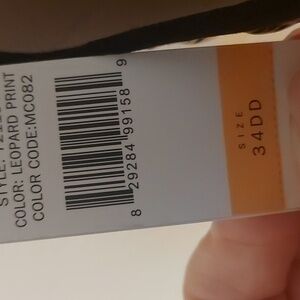 STYLE:
COLOR: LEOPARD PRINT
COLOR CODE:MC082
8 29284 99158 9
SIZE
34DD